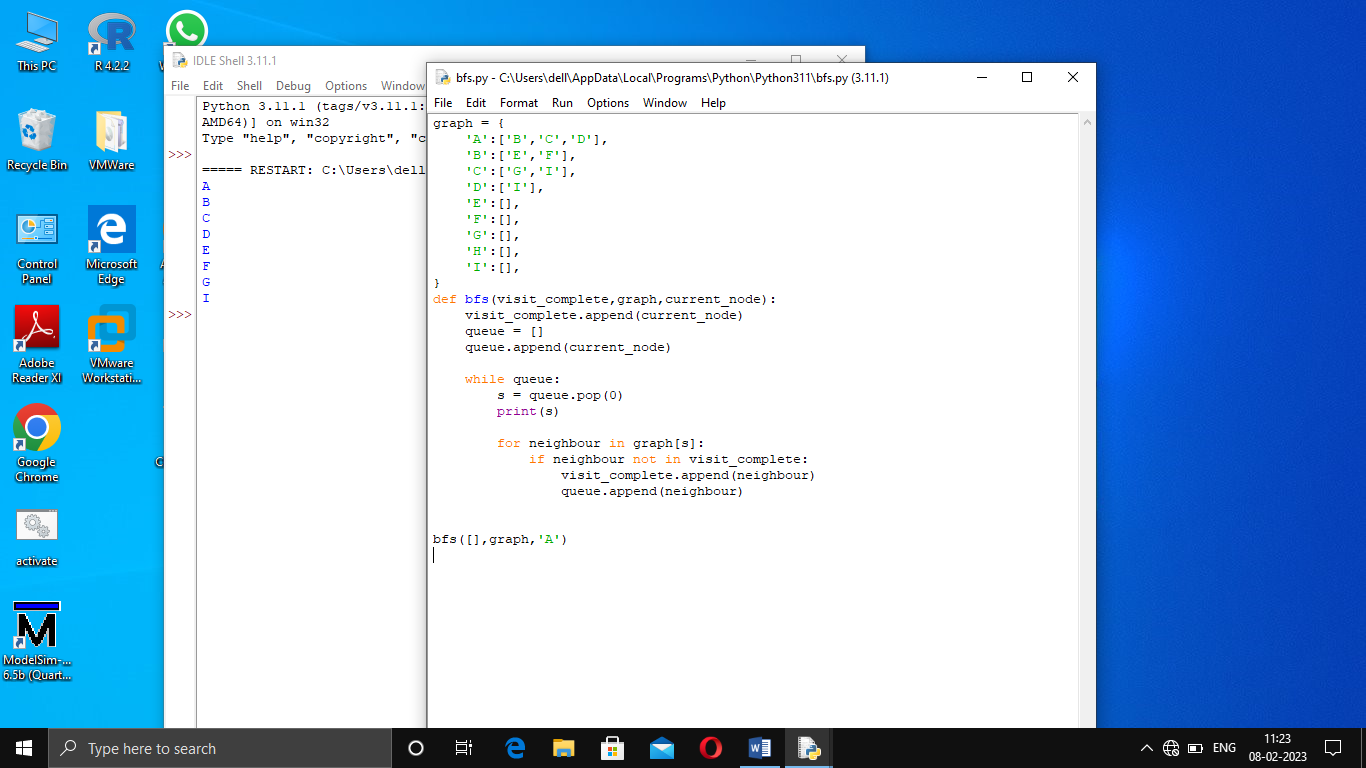 This PC
R 4.2.2
Recycle Bin
VMWare
Control
Panel
Microsoft
Edge
Adobe
Reader XI
VMware
Workstati...
Google
Chrome
activate
ModelSim-...
6.5b (Quart...
IDLE Shell 3.11.1
File Edit Shell Debug Options Window
Python 3.11.1 (tags/v3.11.1:
AMD64)] on win32
Type "help", "copyright", "c
>>>
===== RESTART: C:\Users\dell
A
B
C
D
E
F
G
I
>>>
bfs.py - C:\Users\dell\AppData\Local\Programs\Python\Python311\bfs.py (3.11.1)
File Edit Format Run Options Window Help
graph = {
    'A':['B','C','D'],
    'B':['E','F'],
    'C':['G','I'],
    'D':['I'],
    'E':[],
    'F':[],
    'G':[],
    'H':[],
    'I':[],
}
def bfs(visit_complete,graph,current_node):
    visit_complete.append(current_node)
    queue = []
    queue.append(current_node)
    while queue:
        s = queue.pop(0)
        print(s)
        for neighbour in graph[s]:
            if neighbour not in visit_complete:
                visit_complete.append(neighbour)
                queue.append(neighbour)
bfs([],graph,'A')
Type here to search
ENG
11:23
08-02-2023